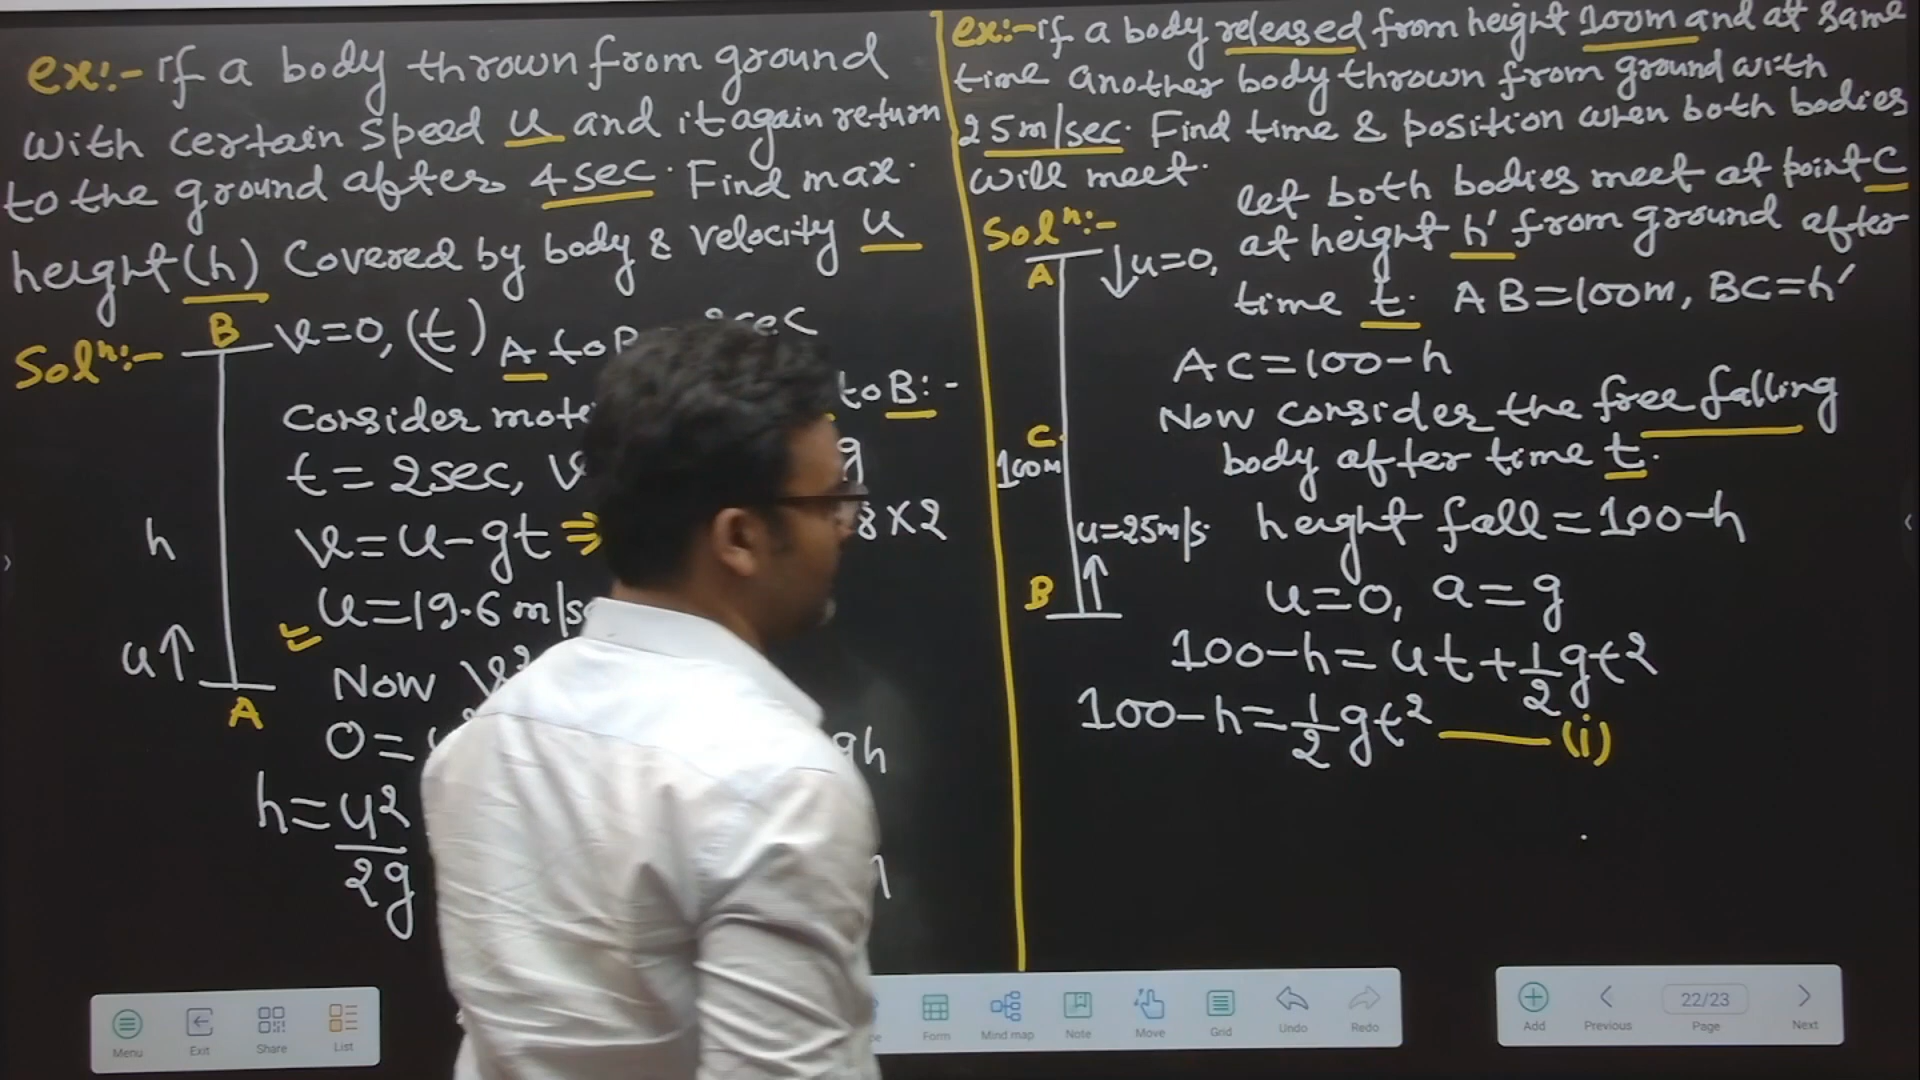 ex:- if a body thrown from ground
with certain speed u and it again return
to the ground after 4 sec. Find max.
height (h) covered by body & velocity u
Soln:- B v=0, (t) A to B
Consider moti to B:-
t = 2sec, v g
h v = u - gt ⇒ 8 X 2
u = 19.6 m/s
u↑ Now v²
A 0 = gh
h = u²
2g
ex:- if a body released from height 100m and at same
time another body thrown from ground with
25m/sec. Find time & position when both bodies
will meet.
Soln:- let both bodies meet at point C
A ↓u=0, at height h' from ground after
time t. AB=100m, BC=h'
AC=100-h
Now consider the free falling
C body after time t.
100m
u=25m/s height fall = 100-h
B ↑ u=0, a=g
100-h = ut + 1/2 gt²
100-h = 1/2 gt² (i)
Menu Exit Share List
Form Mind map Note Move Grid Undo Redo
Add Previous 22/23 Page Next